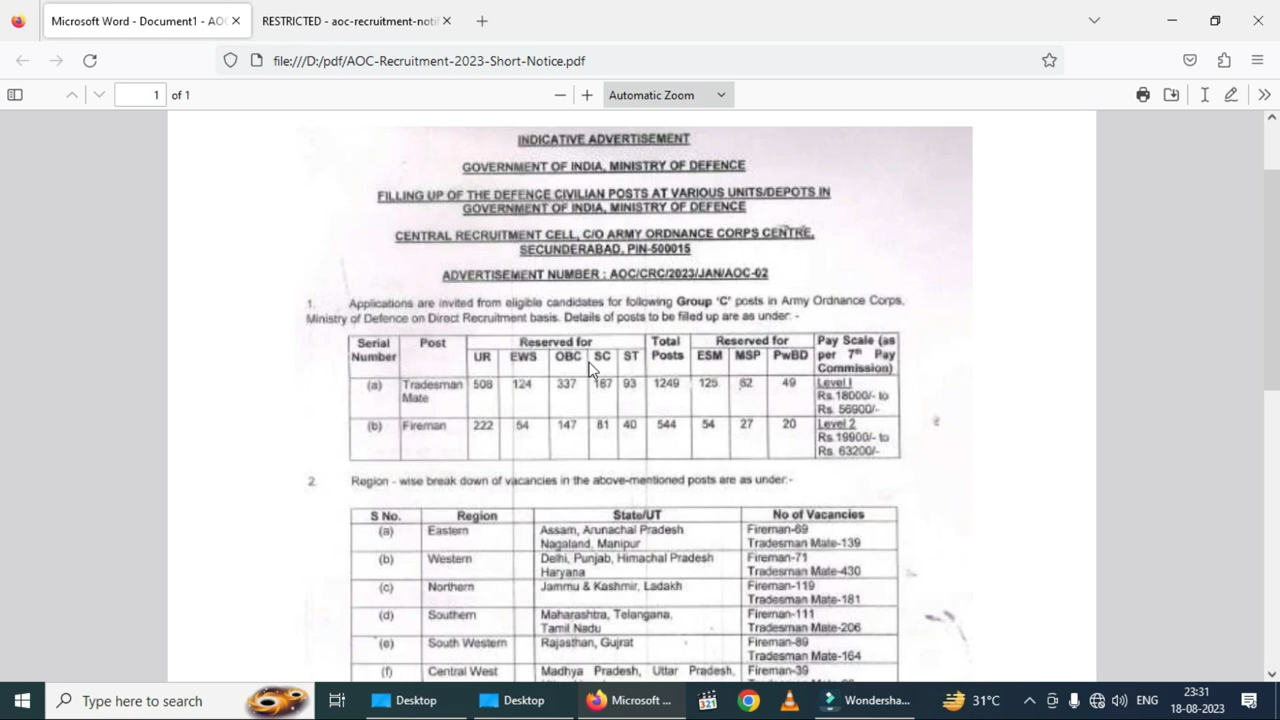 Microsoft Word - Document1 - AOC
RESTRICTED - aoc-recruitment-notif
file:///D:/pdf/AOC-Recruitment-2023-Short-Notice.pdf
1 of 1
Automatic Zoom
INDICATIVE ADVERTISEMENT
GOVERNMENT OF INDIA, MINISTRY OF DEFENCE
FILLING UP OF THE DEFENCE CIVILIAN POSTS AT VARIOUS UNITS/DEPOTS IN
GOVERNMENT OF INDIA, MINISTRY OF DEFENCE
CENTRAL RECRUITMENT CELL, C/O ARMY ORDNANCE CORPS CENTRE,
SECUNDERABAD, PIN-500015
ADVERTISEMENT NUMBER : AOC/CRC/2023/JAN/AOC-02
1. Applications are invited from eligible candidates for following Group 'C' posts in Army Ordnance Corps,
Ministry of Defence on Direct Recruitment basis. Details of posts to be filled up are as under: -
Serial Number Post Reserved for Total Posts Reserved for Pay Scale (as per 7th Pay Commission)
UR EWS OBC SC ST ESM MSP PwBD
(a) Tradesman Mate 508 124 337 187 93 1249 125 62 49 Level I Rs.18000/- to Rs. 56900/-
(b) Fireman 222 54 147 81 40 544 54 27 20 Level 2 Rs.19900/- to Rs. 63200/-
2. Region - wise break down of vacancies in the above-mentioned posts are as under:-
S No. Region State/UT No of Vacancies
(a) Eastern Assam, Arunachal Pradesh Fireman-69
Nagaland, Manipur Tradesman Mate-139
(b) Western Delhi, Punjab, Himachal Pradesh Fireman-71
Haryana Tradesman Mate-430
(c) Northern Jammu & Kashmir, Ladakh Fireman-119
Tradesman Mate-181
(d) Southern Maharashtra, Telangana, Fireman-111
Tamil Nadu Tradesman Mate-206
(e) South Western Rajasthan, Gujrat Fireman-89
Tradesman Mate-164
(f) Central West Madhya Pradesh, Uttar Pradesh, Fireman-39
Type here to search
Desktop
Desktop
Microsoft ...
321
Wondersha...
31°C
ENG
23:31
18-08-2023